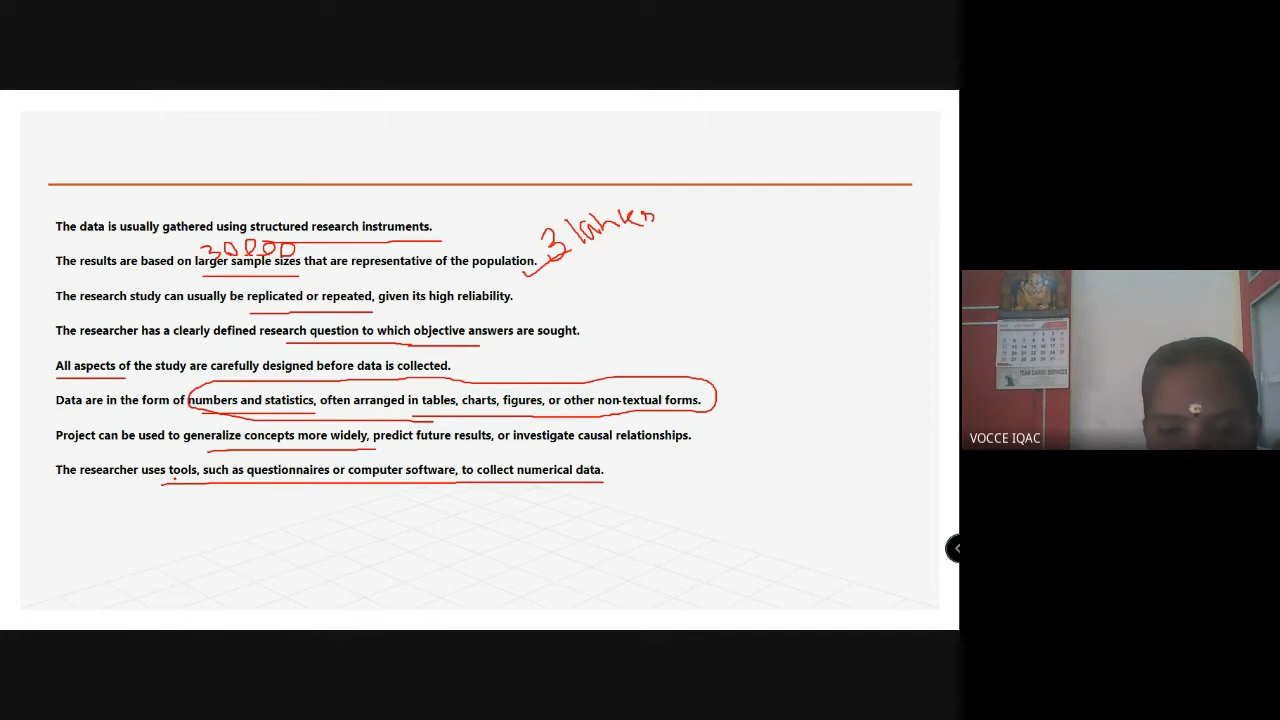 The data is usually gathered using structured research instruments.
30000
3 lahkes
The results are based on larger sample sizes that are representative of the population.
The research study can usually be replicated or repeated, given its high reliability.
The researcher has a clearly defined research question to which objective answers are sought.
All aspects of the study are carefully designed before data is collected.
Data are in the form of numbers and statistics, often arranged in tables, charts, figures, or other non-textual forms.
Project can be used to generalize concepts more widely, predict future results, or investigate causal relationships.
The researcher uses tools, such as questionnaires or computer software, to collect numerical data.
TEAM CARGO SERVICES
VOCCE IQAC